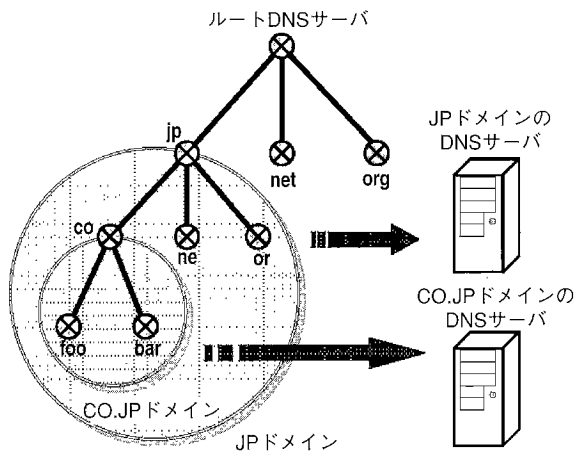 ルートDNSサーバ
jp
net
org
JPドメインの
DNSサーバ
co
ne
or
CO.JPドメインの
DNSサーバ
foo
bar
CO.JPドメイン
JPドメイン